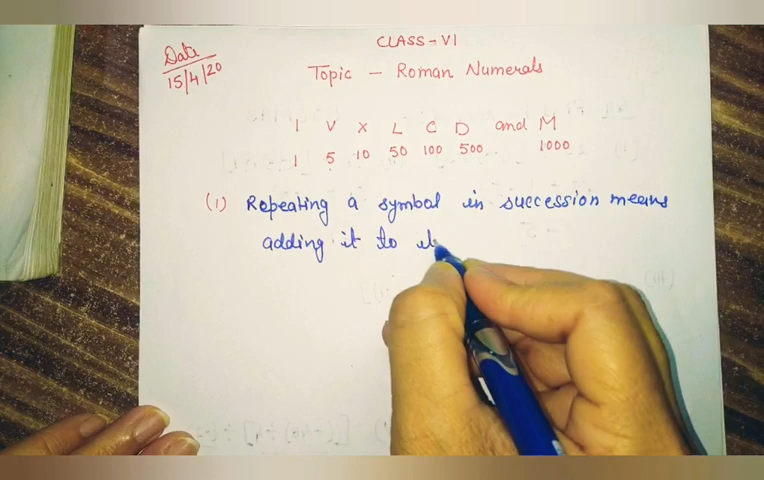 Date
15/4/20
CLASS-VI
Topic - Roman Numerals
I V X L C D and M
1 5 10 50 100 500 1000
(1) Repeating a symbol in succession means
adding it to it